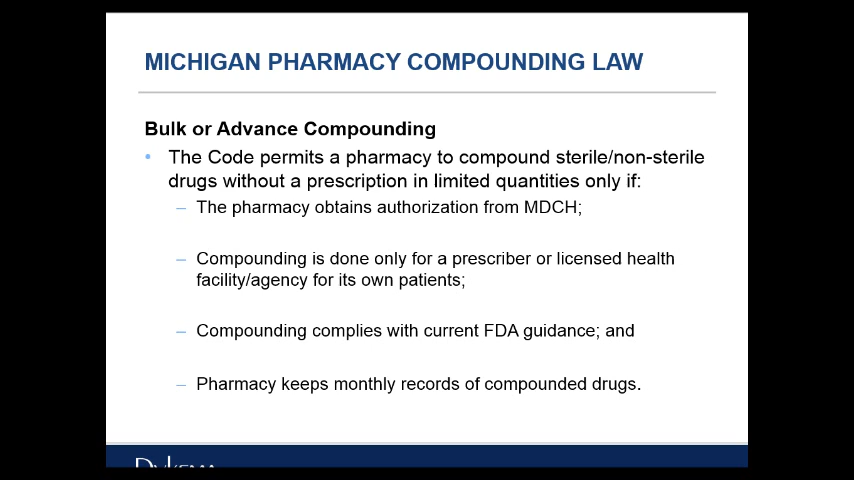 MICHIGAN PHARMACY COMPOUNDING LAW
Bulk or Advance Compounding
• The Code permits a pharmacy to compound sterile/non-sterile
drugs without a prescription in limited quantities only if:
– The pharmacy obtains authorization from MDCH;
– Compounding is done only for a prescriber or licensed health
facility/agency for its own patients;
– Compounding complies with current FDA guidance; and
– Pharmacy keeps monthly records of compounded drugs.
Dykema